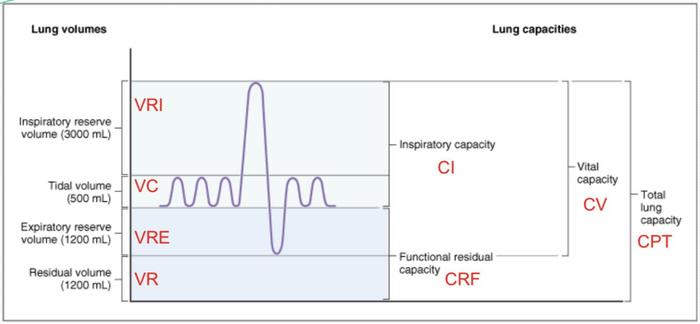 Lung volumes
Lung capacities
VRI
Inspiratory reserve
volume (3000 mL)
Inspiratory capacity
CI
Vital
capacity
CV
VC
Tidal volume
(500 mL)
Total
lung
capacity
CPT
Expiratory reserve
volume (1200 mL)
VRE
Functional residual
capacity
CRF
Residual volume
(1200 mL)
VR